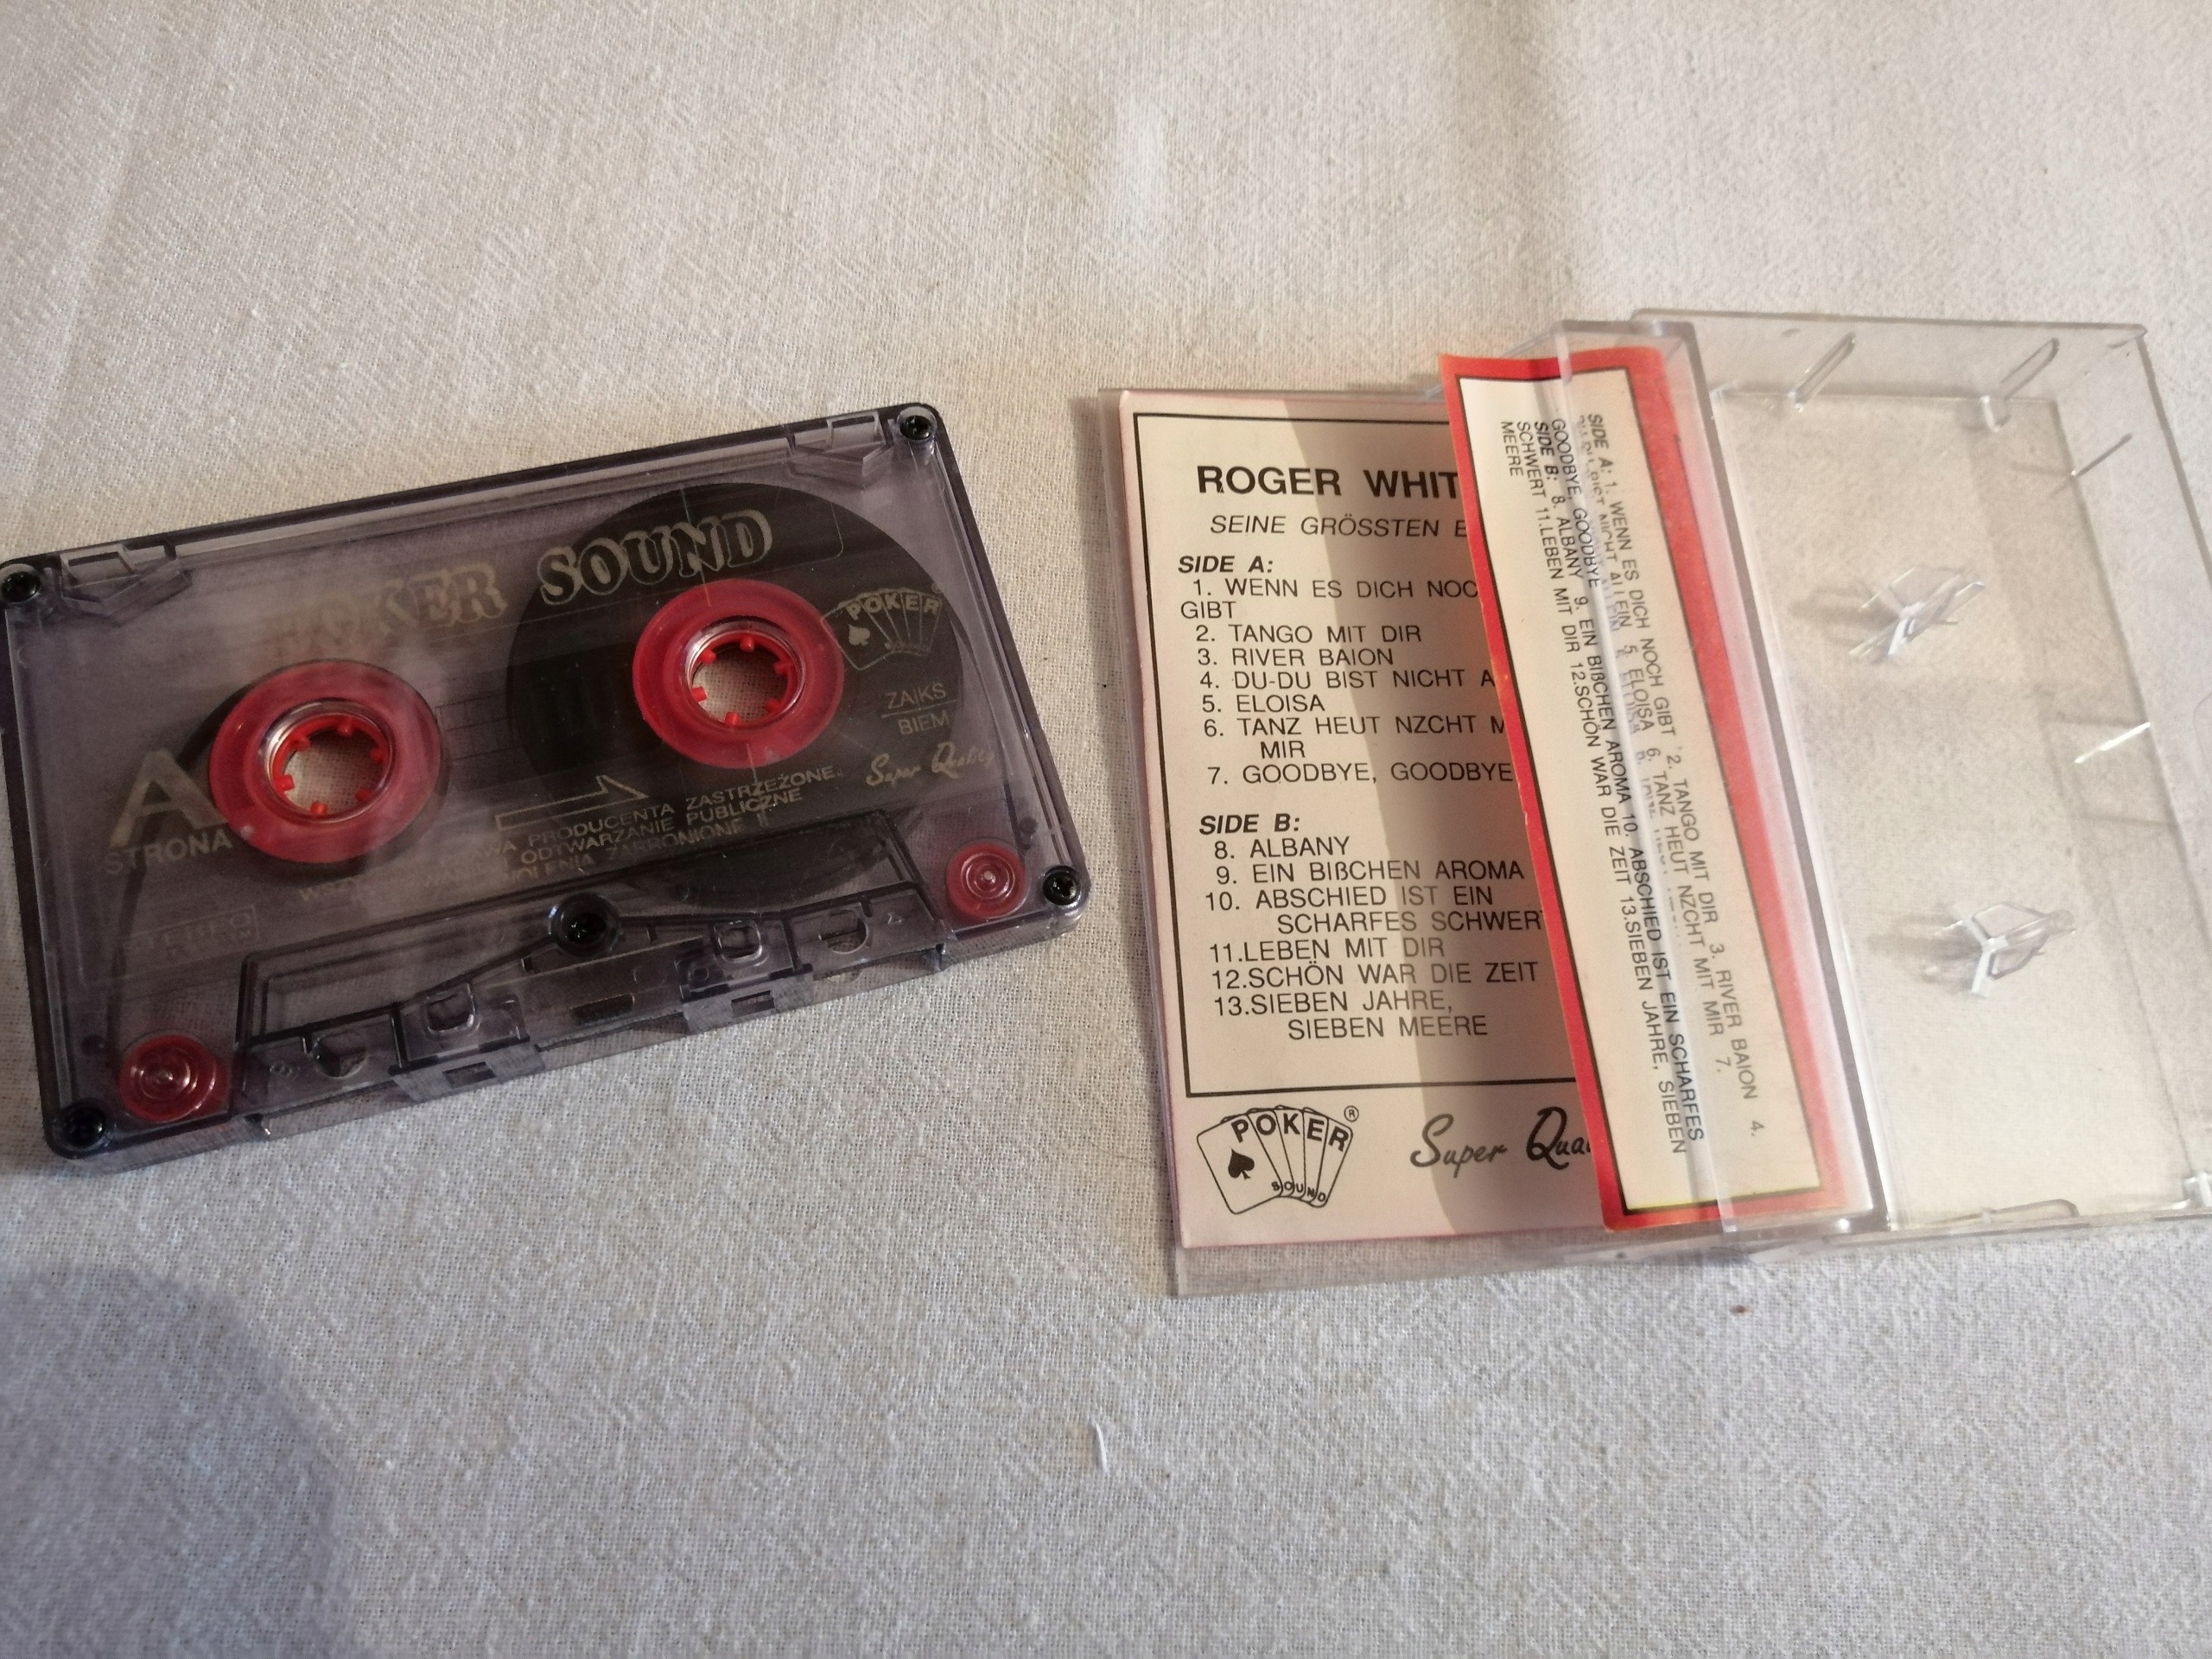 POKER SOUND
POKER
ZAiKS
BIEM
Super Quality
A
STRONA
PRODUCENTA ZASTRZEŻONE.
ODTWARZANIE PUBLICZNE
ZABRONIONE
ROGER WHIT
SEINE GRÖSSTEN E
SIDE A:
1. WENN ES DICH NOC
GIBT
2. TANGO MIT DIR
3. RIVER BAION
4. DU-DU BIST NICHT A
5. ELOISA
6. TANZ HEUT NZCHT M
MIR
7. GOODBYE, GOODBYE
SIDE B:
8. ALBANY
9. EIN BIßCHEN AROMA
10. ABSCHIED IST EIN
SCHARFES SCHWERT
11.LEBEN MIT DIR
12.SCHÖN WAR DIE ZEIT
13.SIEBEN JAHRE,
SIEBEN MEERE
POKER ®
SOUND
Super Qua
SIDE A: 1. WENN ES DICH NOCH GIBT 2. TANGO MIT DIR 3. RIVER BAION 4.
BIST NICHT ALLEIN 5. ELOISA 6. TANZ HEUT NZCHT MIT MIR 7.
GOODBYE, GOODBYE
SIDE B: 8. ALBANY 9. EIN BIßCHEN AROMA 10. ABSCHIED IST EIN SCHARFES
SCHWERT 11.LEBEN MIT DIR 12.SCHÖN WAR DIE ZEIT 13.SIEBEN JAHRE, SIEBEN
MEERE